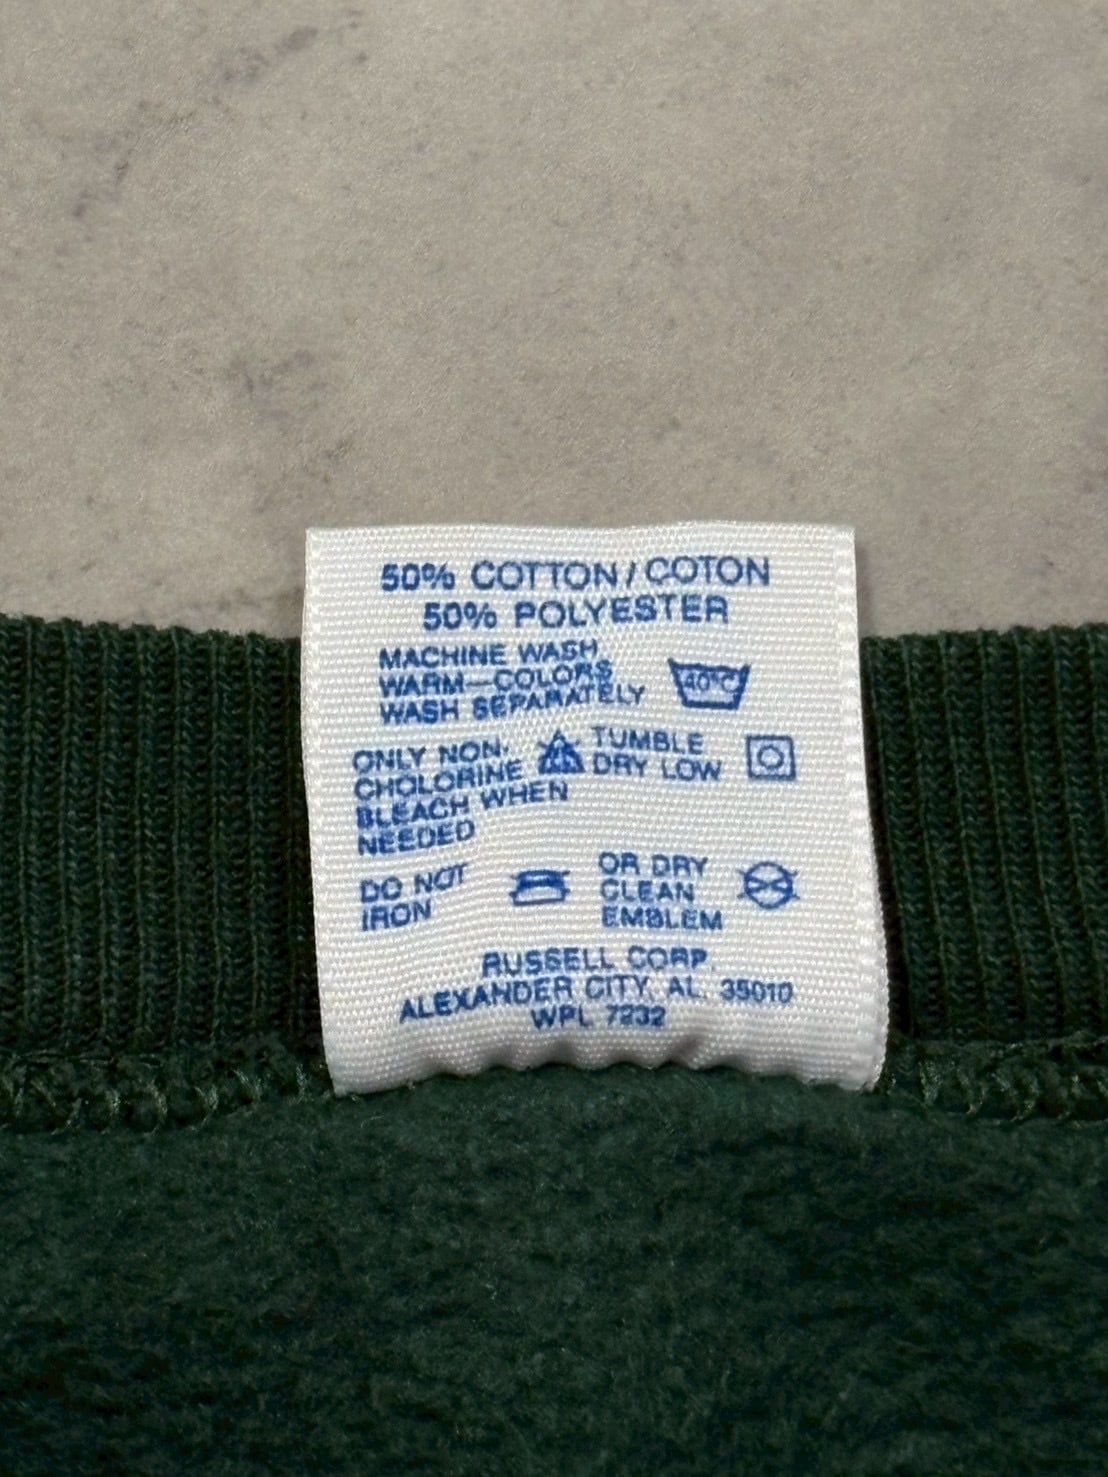 50% COTTON / COTON
50% POLYESTER
MACHINE WASH,
WARM—COLORS
WASH SEPARATELY
40°C
ONLY NON-
CHOLORINE
BLEACH WHEN
NEEDED
TUMBLE
DRY LOW
DO NOT
IRON
OR DRY
CLEAN
EMBLEM
RUSSELL CORP.
ALEXANDER CITY, AL. 35010
WPL 7232